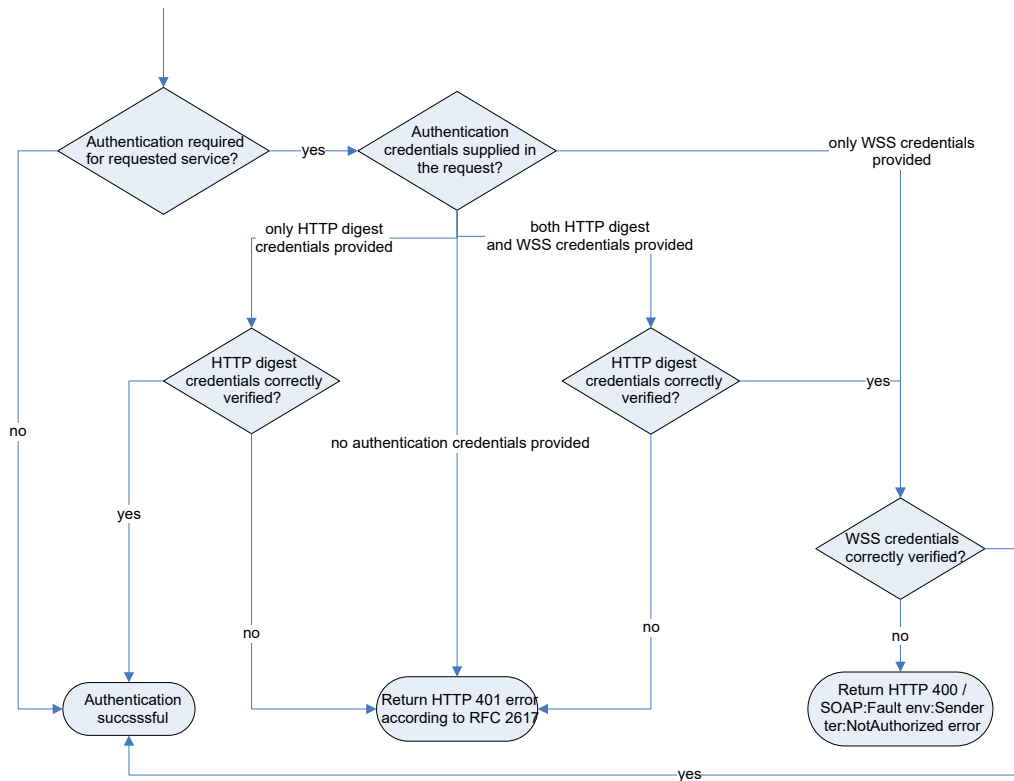 Authentication required
for requested service?
yes
Authentication
credentials supplied in
the request?
only WSS credentials
provided
only HTTP digest
credentials provided
both HTTP digest
and WSS credentials provided
HTTP digest
credentials correctly
verified?
HTTP digest
credentials correctly
verified?
yes
no
no authentication credentials provided
yes
WSS credentials
correctly verified?
no
no
no
Authentication
succsssful
Return HTTP 401 error
according to RFC 2617
Return HTTP 400 /
SOAP:Fault env:Sender
ter:NotAuthorized error
yes